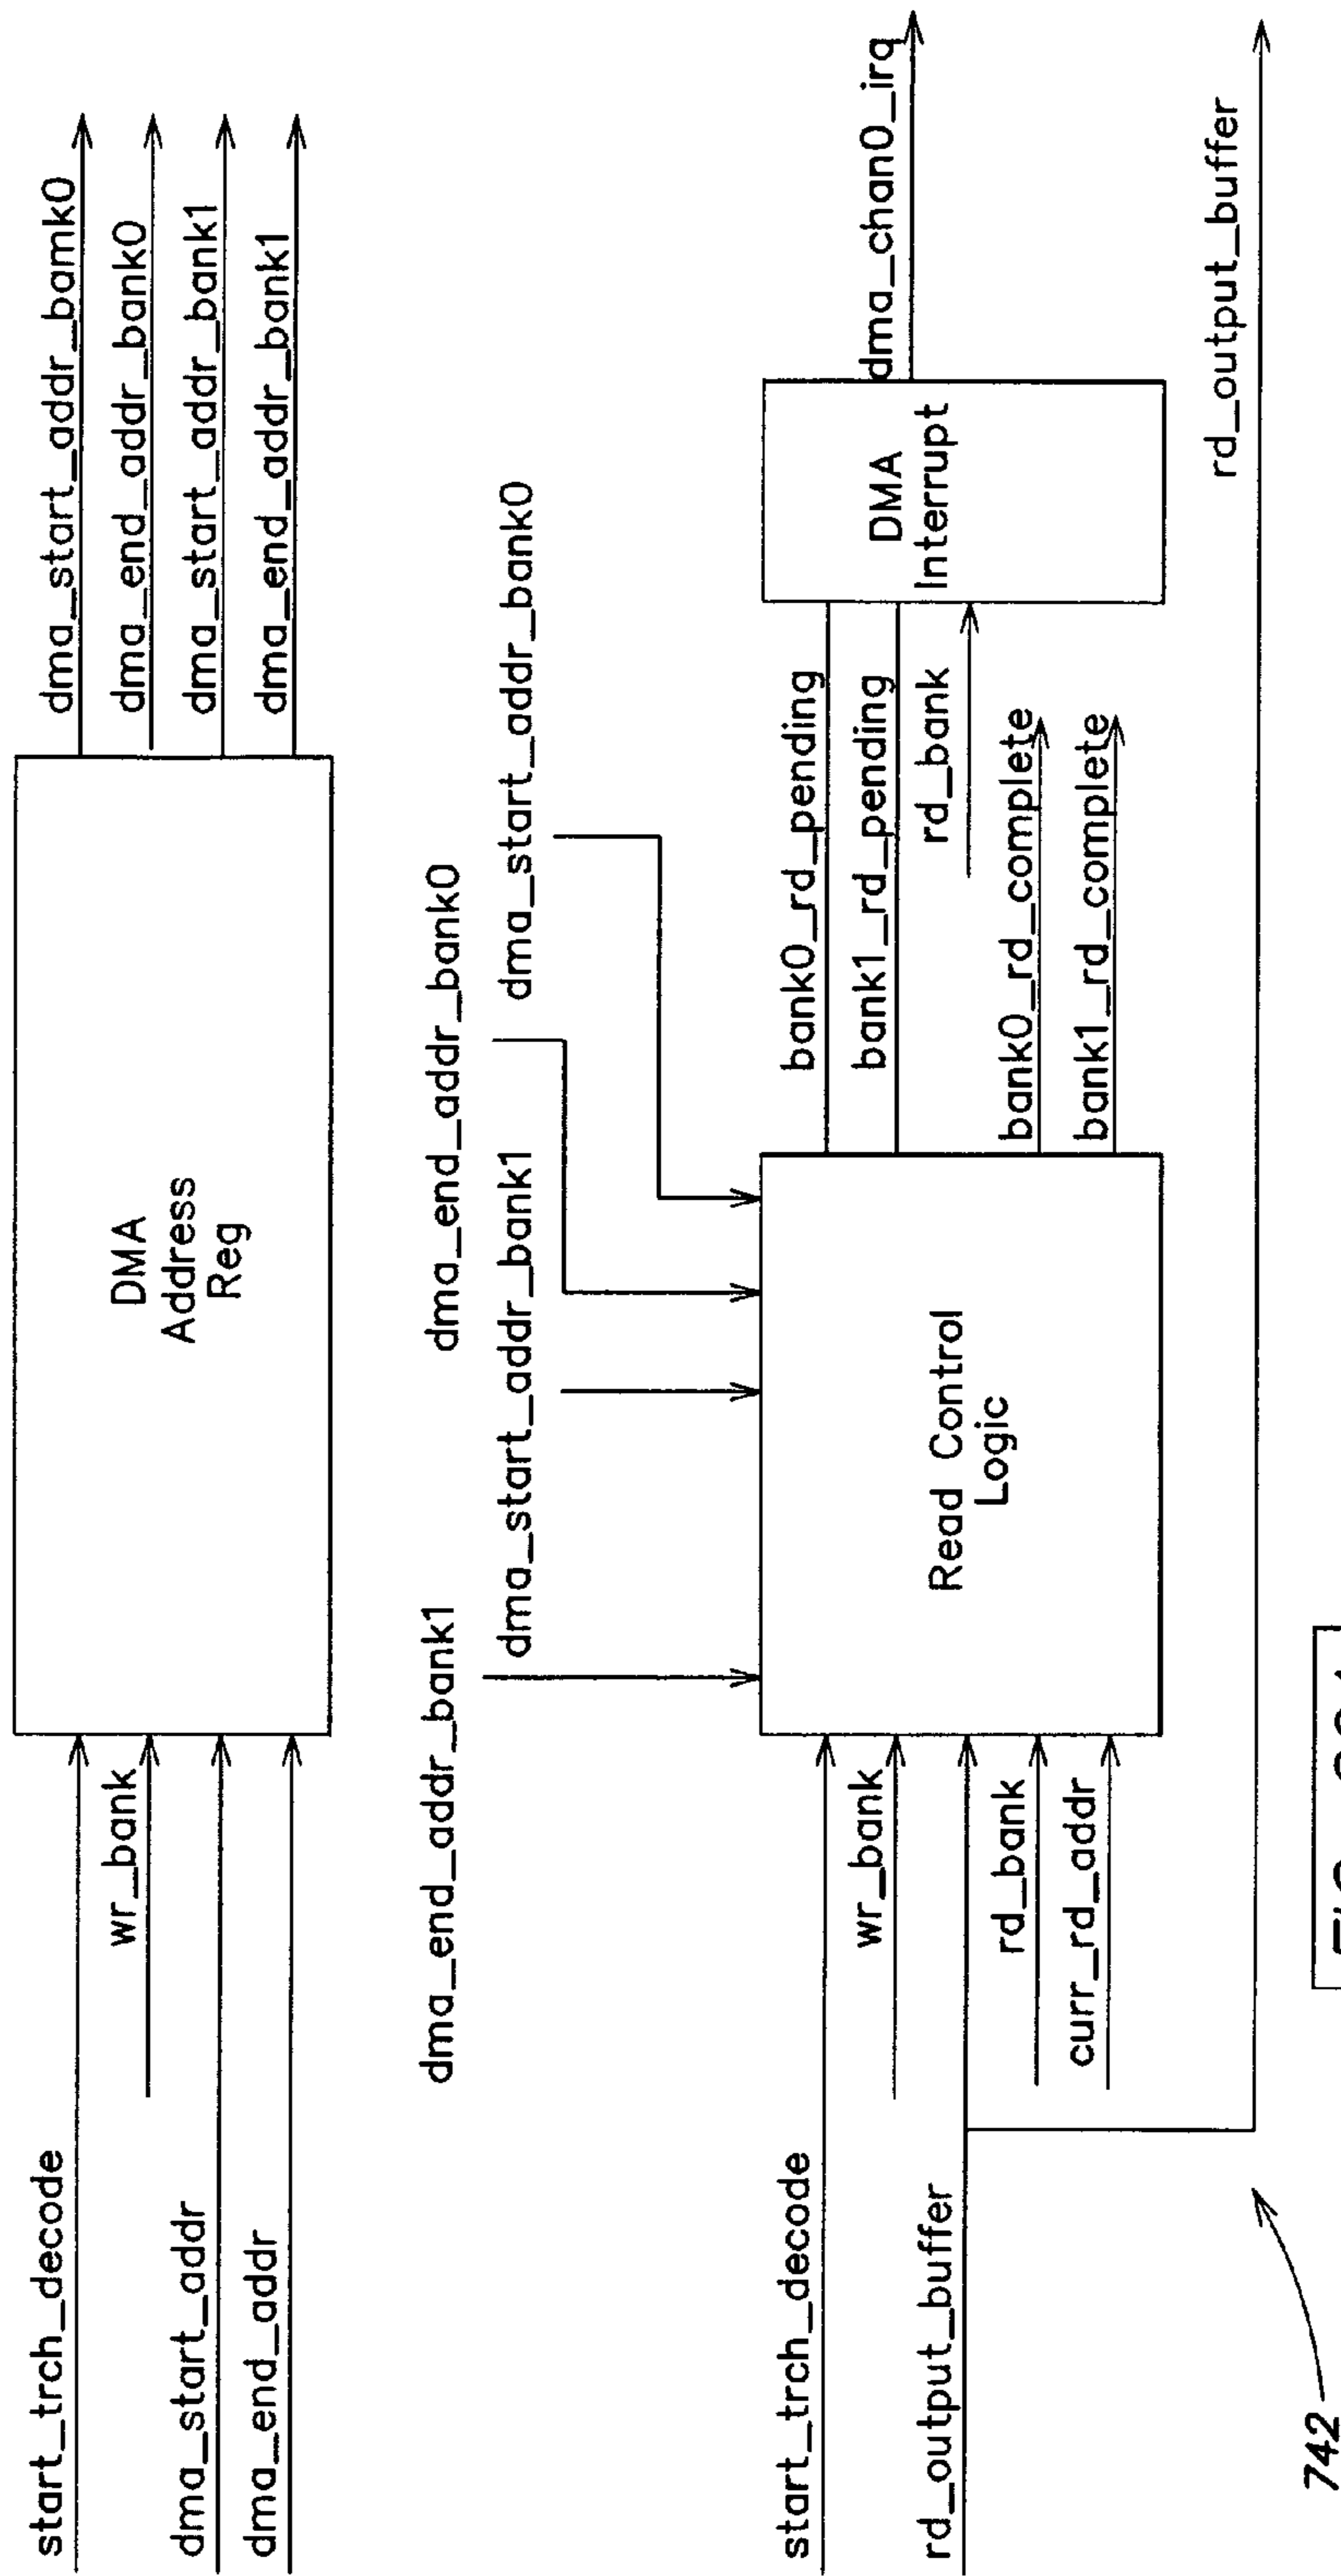 start_trch_decode
wr_bank
dma_start_addr
dma_end_addr
DMA
Address
Reg
dma_start_addr_bamk0
dma_end_addr_bank0
dma_start_addr_bank1
dma_end_addr_bank1
dma_end_addr_bank1
dma_start_addr_bank1
dma_end_addr_bank0
dma_start_addr_bank0
start_trch_decode
wr_bank
rd_output_buffer
rd_bank
curr_rd_addr
Read Control
Logic
bank0_rd_pending
bank1_rd_pending
rd_bank
bank0_rd_complete
bank1_rd_complete
DMA
Interrupt
dma_chan0_irq
rd_output_buffer
742